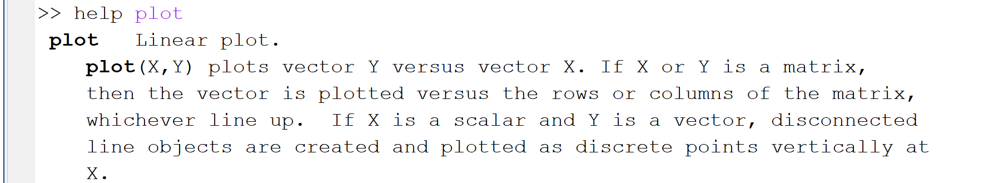 >> help plot
plot   Linear plot.
plot(X,Y) plots vector Y versus vector X. If X or Y is a matrix,
then the vector is plotted versus the rows or columns of the matrix,
whichever line up.  If X is a scalar and Y is a vector, disconnected
line objects are created and plotted as discrete points vertically at
X.